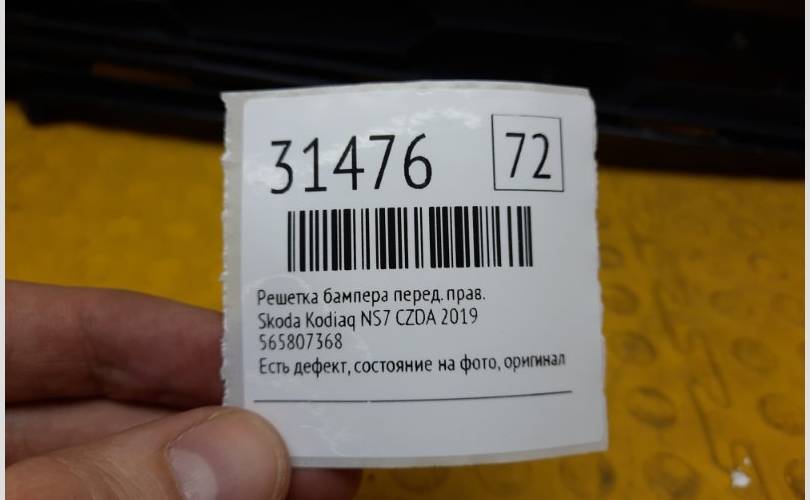 31476
72
Решетка бампера перед. прав.
Skoda Kodiaq NS7 CZDA 2019
565807368
Есть дефект, состояние на фото, оригинал